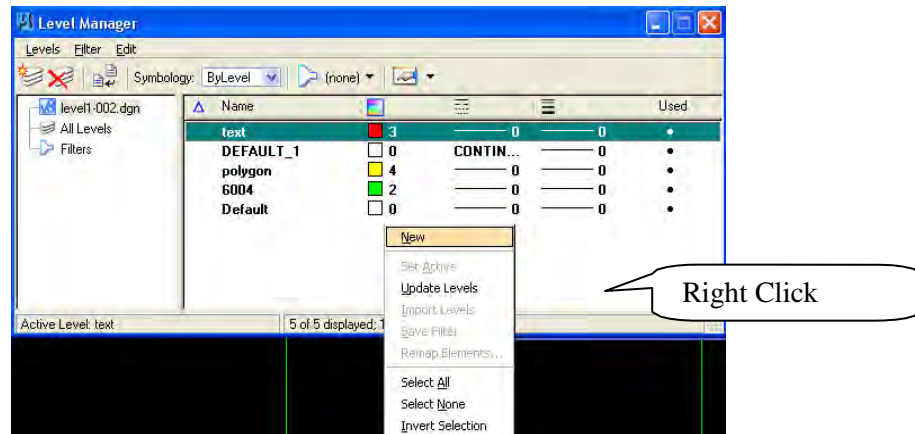 Level Manager
Levels Filter Edit
Symbology: ByLevel (none)
level1-002.dgn
All Levels
Filters
Name Used
text 3 0 0
DEFAULT_1 0 CONTIN... 0
polygon 4 0 0
6004 2 0 0
Default 0 0 0
New
Set Active
Update Levels
Import Levels
Save Filter
Remap Elements...
Select All
Select None
Invert Selection
Right Click
Active Level: text
5 of 5 displayed; 1